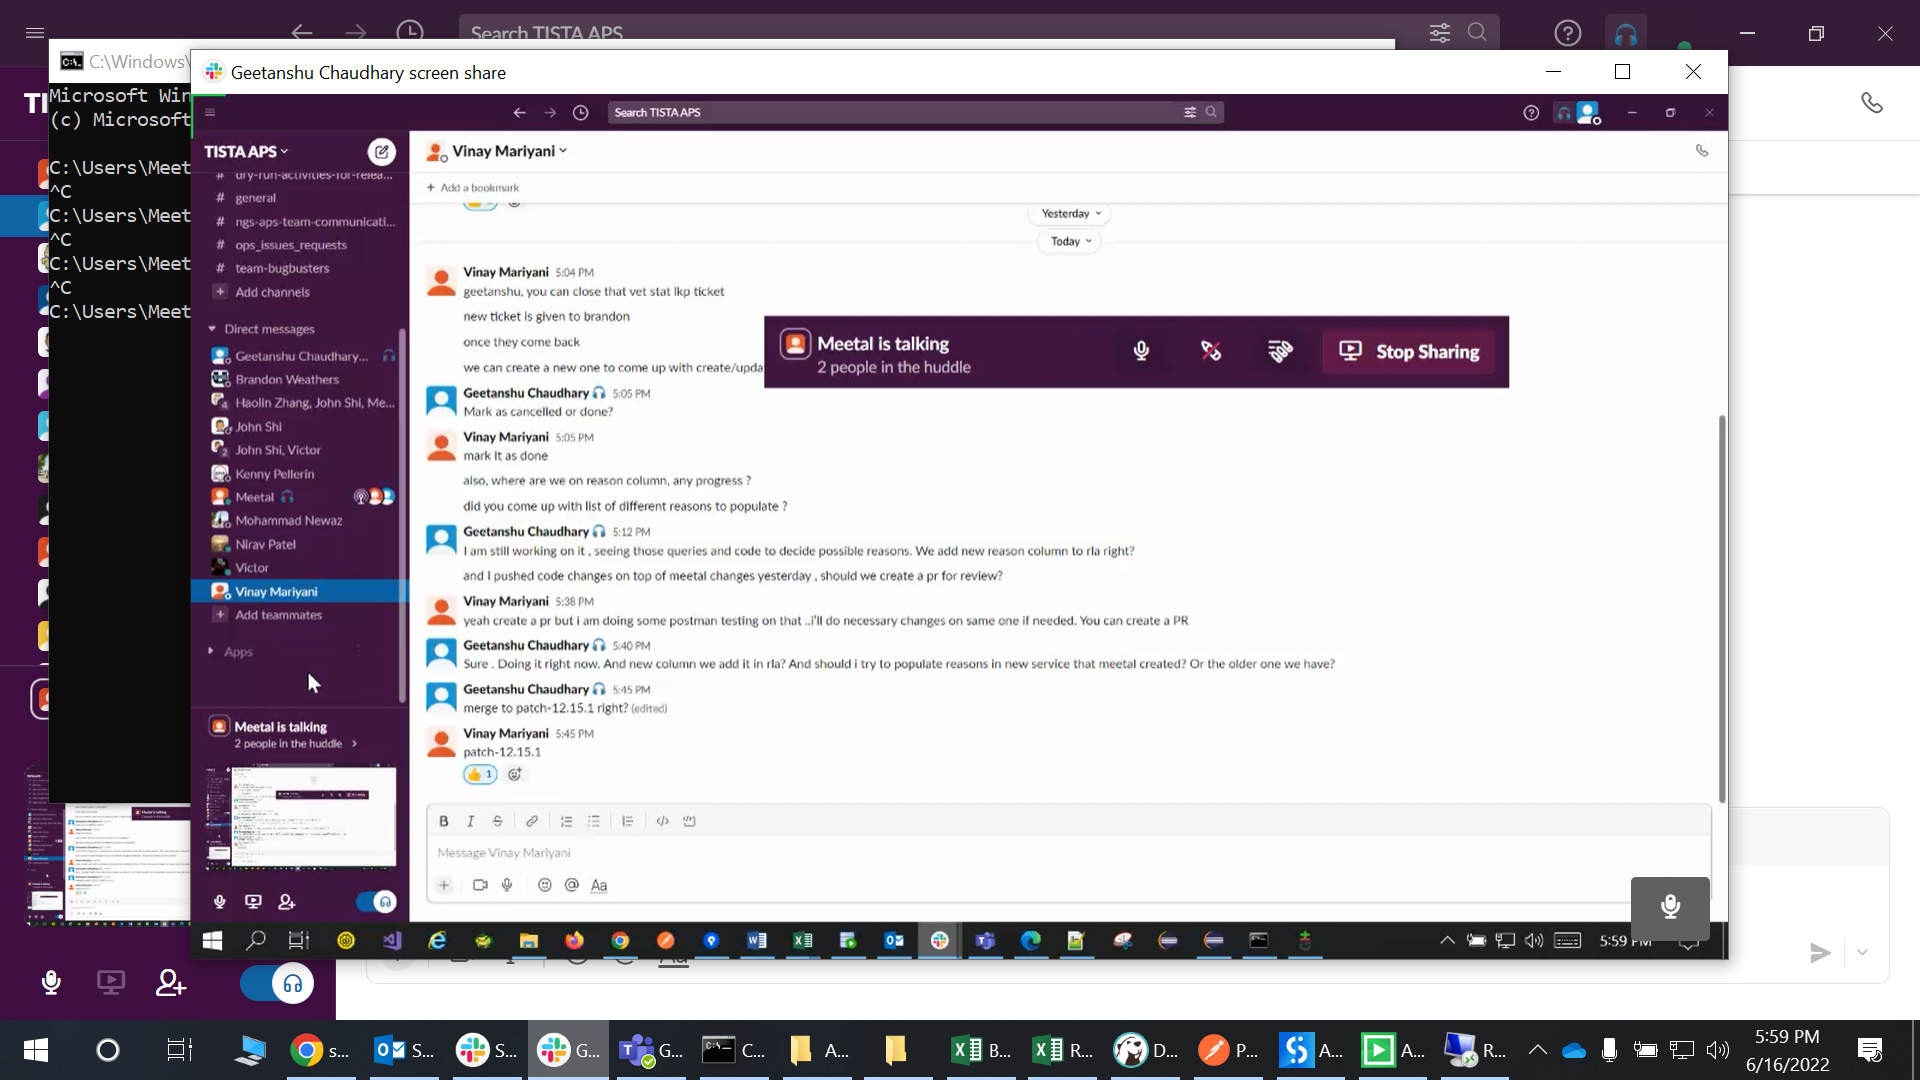 Search TISTA APS
C:\Windows\
Geetanshu Chaudhary screen share
Microsoft Win
(c) Microsoft
C:\Users\Meet
^C
C:\Users\Meet
^C
C:\Users\Meet
^C
C:\Users\Meet
Search TISTA APS
TISTA APS
# dry-run-activities-for-relea...
# general
# ngs-aps-team-communicati...
# ops_issues_requests
# team-bugbusters
+ Add channels
Direct messages
Geetanshu Chaudhary...
Brandon Weathers
Haolin Zhang, John Shi, Me...
John Shi
John Shi, Victor
Kenny Pellerin
Meetal
Mohammad Newaz
Nirav Patel
Victor
Vinay Mariyani
+ Add teammates
Apps
Meetal is talking
2 people in the huddle
Vinay Mariyani
+ Add a bookmark
Yesterday
Today
Vinay Mariyani 5:04 PM
geetanshu, you can close that vet stat lkp ticket
new ticket is given to brandon
once they come back
we can create a new one to come up with create/upda
Meetal is talking
2 people in the huddle
Stop Sharing
Geetanshu Chaudhary 5:05 PM
Mark as cancelled or done?
Vinay Mariyani 5:05 PM
mark it as done
also, where are we on reason column, any progress ?
did you come up with list of different reasons to populate ?
Geetanshu Chaudhary 5:12 PM
I am still working on it , seeing those queries and code to decide possible reasons. We add new reason column to rla right?
and I pushed code changes on top of meetal changes yesterday , should we create a pr for review?
Vinay Mariyani 5:38 PM
yeah create a pr but i am doing some postman testing on that ..i'll do necessary changes on same one if needed. You can create a PR
Geetanshu Chaudhary 5:40 PM
Sure . Doing it right now. And new column we add it in rla? And should i try to populate reasons in new service that meetal created? Or the older one we have?
Geetanshu Chaudhary 5:45 PM
merge to patch-12.15.1 right? (edited)
Vinay Mariyani 5:45 PM
patch-12.15.1
1
B I S
Message Vinay Mariyani
+ @ Aa
5:59 PM
s...
S...
S...
G...
G...
C...
A...
B...
R...
D...
P...
A...
A...
R...
5:59 PM
6/16/2022